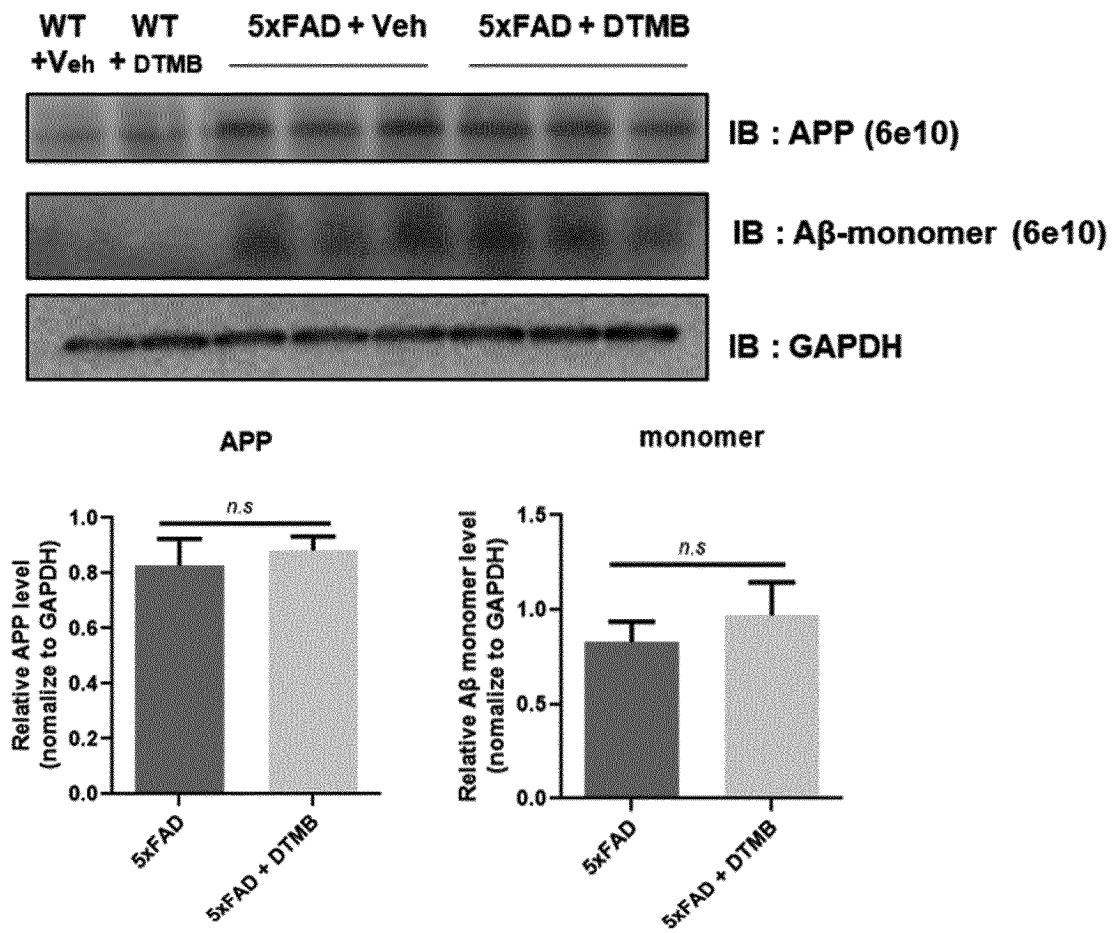 WT WT 5xFAD + Veh 5xFAD + DTMB
+Veh + DTMB
IB : APP (6e10)
IB : Aβ-monomer (6e10)
IB : GAPDH
APP
Relative APP level
(nomalize to GAPDH)
1.0
0.8
0.6
0.4
0.2
0.0
n.s
5xFAD
5xFAD + DTMB
monomer
Relative Aβ monomer level
(nomalize to GAPDH)
1.5
1.0
0.5
0.0
n.s
5xFAD
5xFAD + DTMB